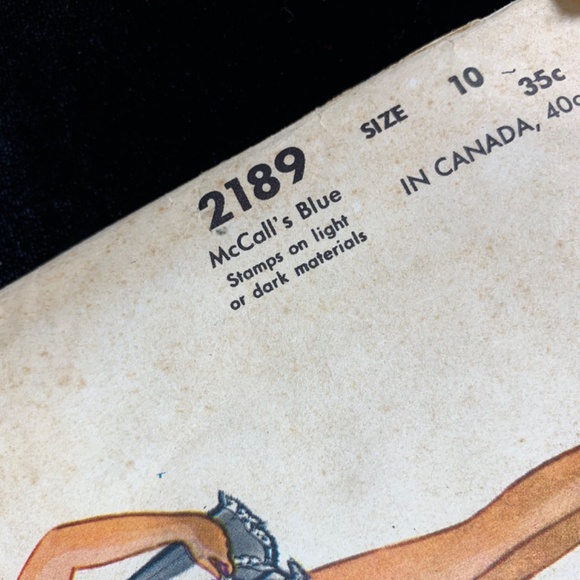 2189 SIZE 10 ~ 35c
McCall's Blue IN CANADA, 40c
Stamps on light
or dark materials